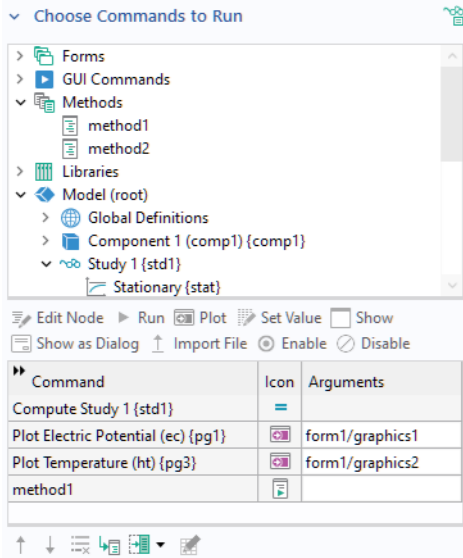 Choose Commands to Run
Forms
GUI Commands
Methods
method1
method2
Libraries
Model (root)
Global Definitions
Component 1 (comp1) {comp1}
Study 1 {std1}
Stationary {stat}
Edit Node Run Plot Set Value Show
Show as Dialog Import File Enable Disable
Command Icon Arguments
Compute Study 1 {std1}
Plot Electric Potential (ec) {pg1} form1/graphics1
Plot Temperature (ht) {pg3} form1/graphics2
method1